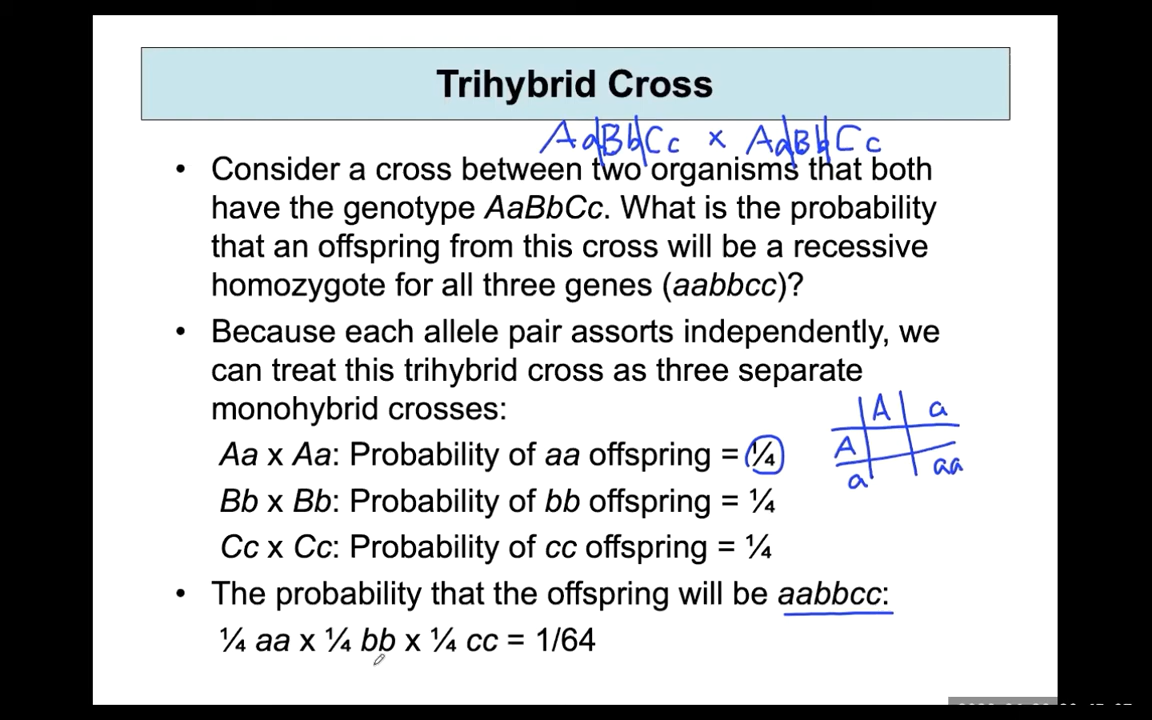 Trihybrid Cross
AaBbCc x AaBbCc
• Consider a cross between two organisms that both
have the genotype AaBbCc. What is the probability
that an offspring from this cross will be a recessive
homozygote for all three genes (aabbcc)?
• Because each allele pair assorts independently, we
can treat this trihybrid cross as three separate
monohybrid crosses:
A a
Aa x Aa: Probability of aa offspring = ¼
A
a aa
Bb x Bb: Probability of bb offspring = ¼
Cc x Cc: Probability of cc offspring = ¼
• The probability that the offspring will be aabbcc:
¼ aa x ¼ bb x ¼ cc = 1/64